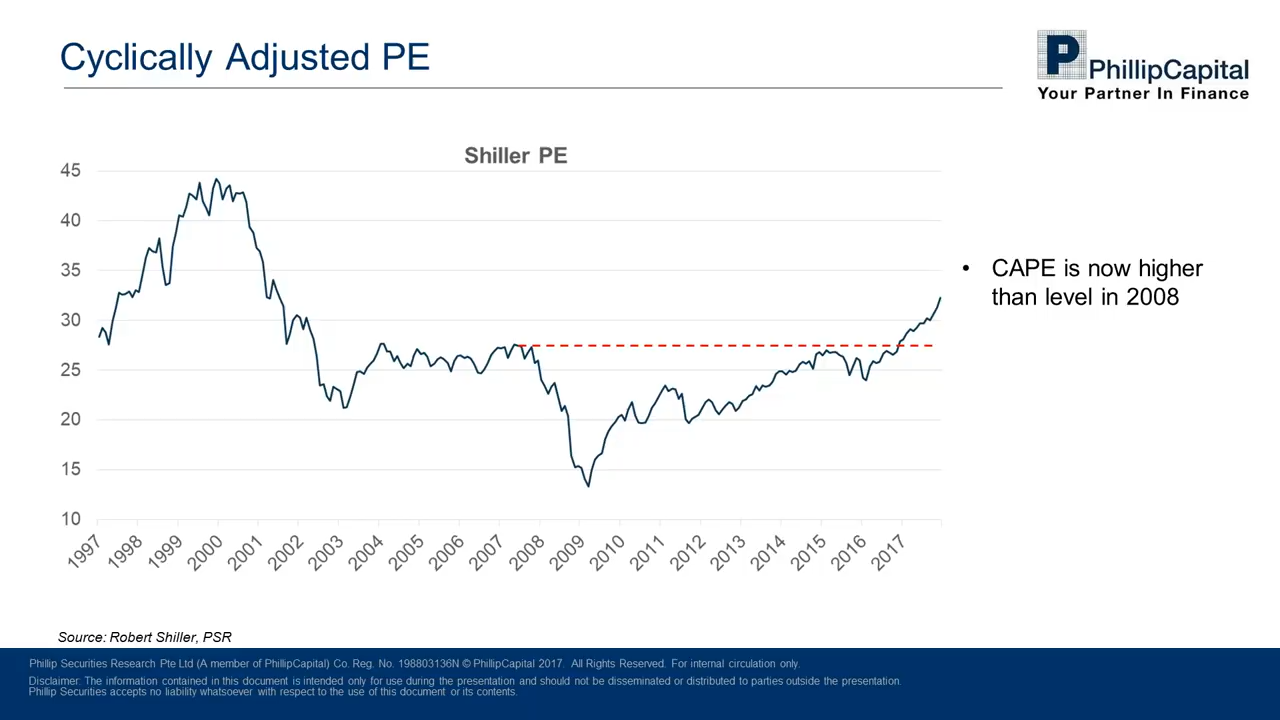 Cyclically Adjusted PE
P
PhillipCapital
Your Partner In Finance
Shiller PE
45
40
35
30
25
20
15
10
1997
1998
1999
2000
2001
2002
2003
2004
2005
2006
2007
2008
2009
2010
2011
2012
2013
2014
2015
2016
2017
• CAPE is now higher
than level in 2008
Source: Robert Shiller, PSR
Phillip Securities Research Pte Ltd (A member of PhillipCapital) Co. Reg. No. 198803136N © PhillipCapital 2017. All Rights Reserved. For internal circulation only.
Disclaimer: The information contained in this document is intended only for use during the presentation and should not be disseminated or distributed to parties outside the presentation.
Phillip Securities accepts no liability whatsoever with respect to the use of this document or its contents.